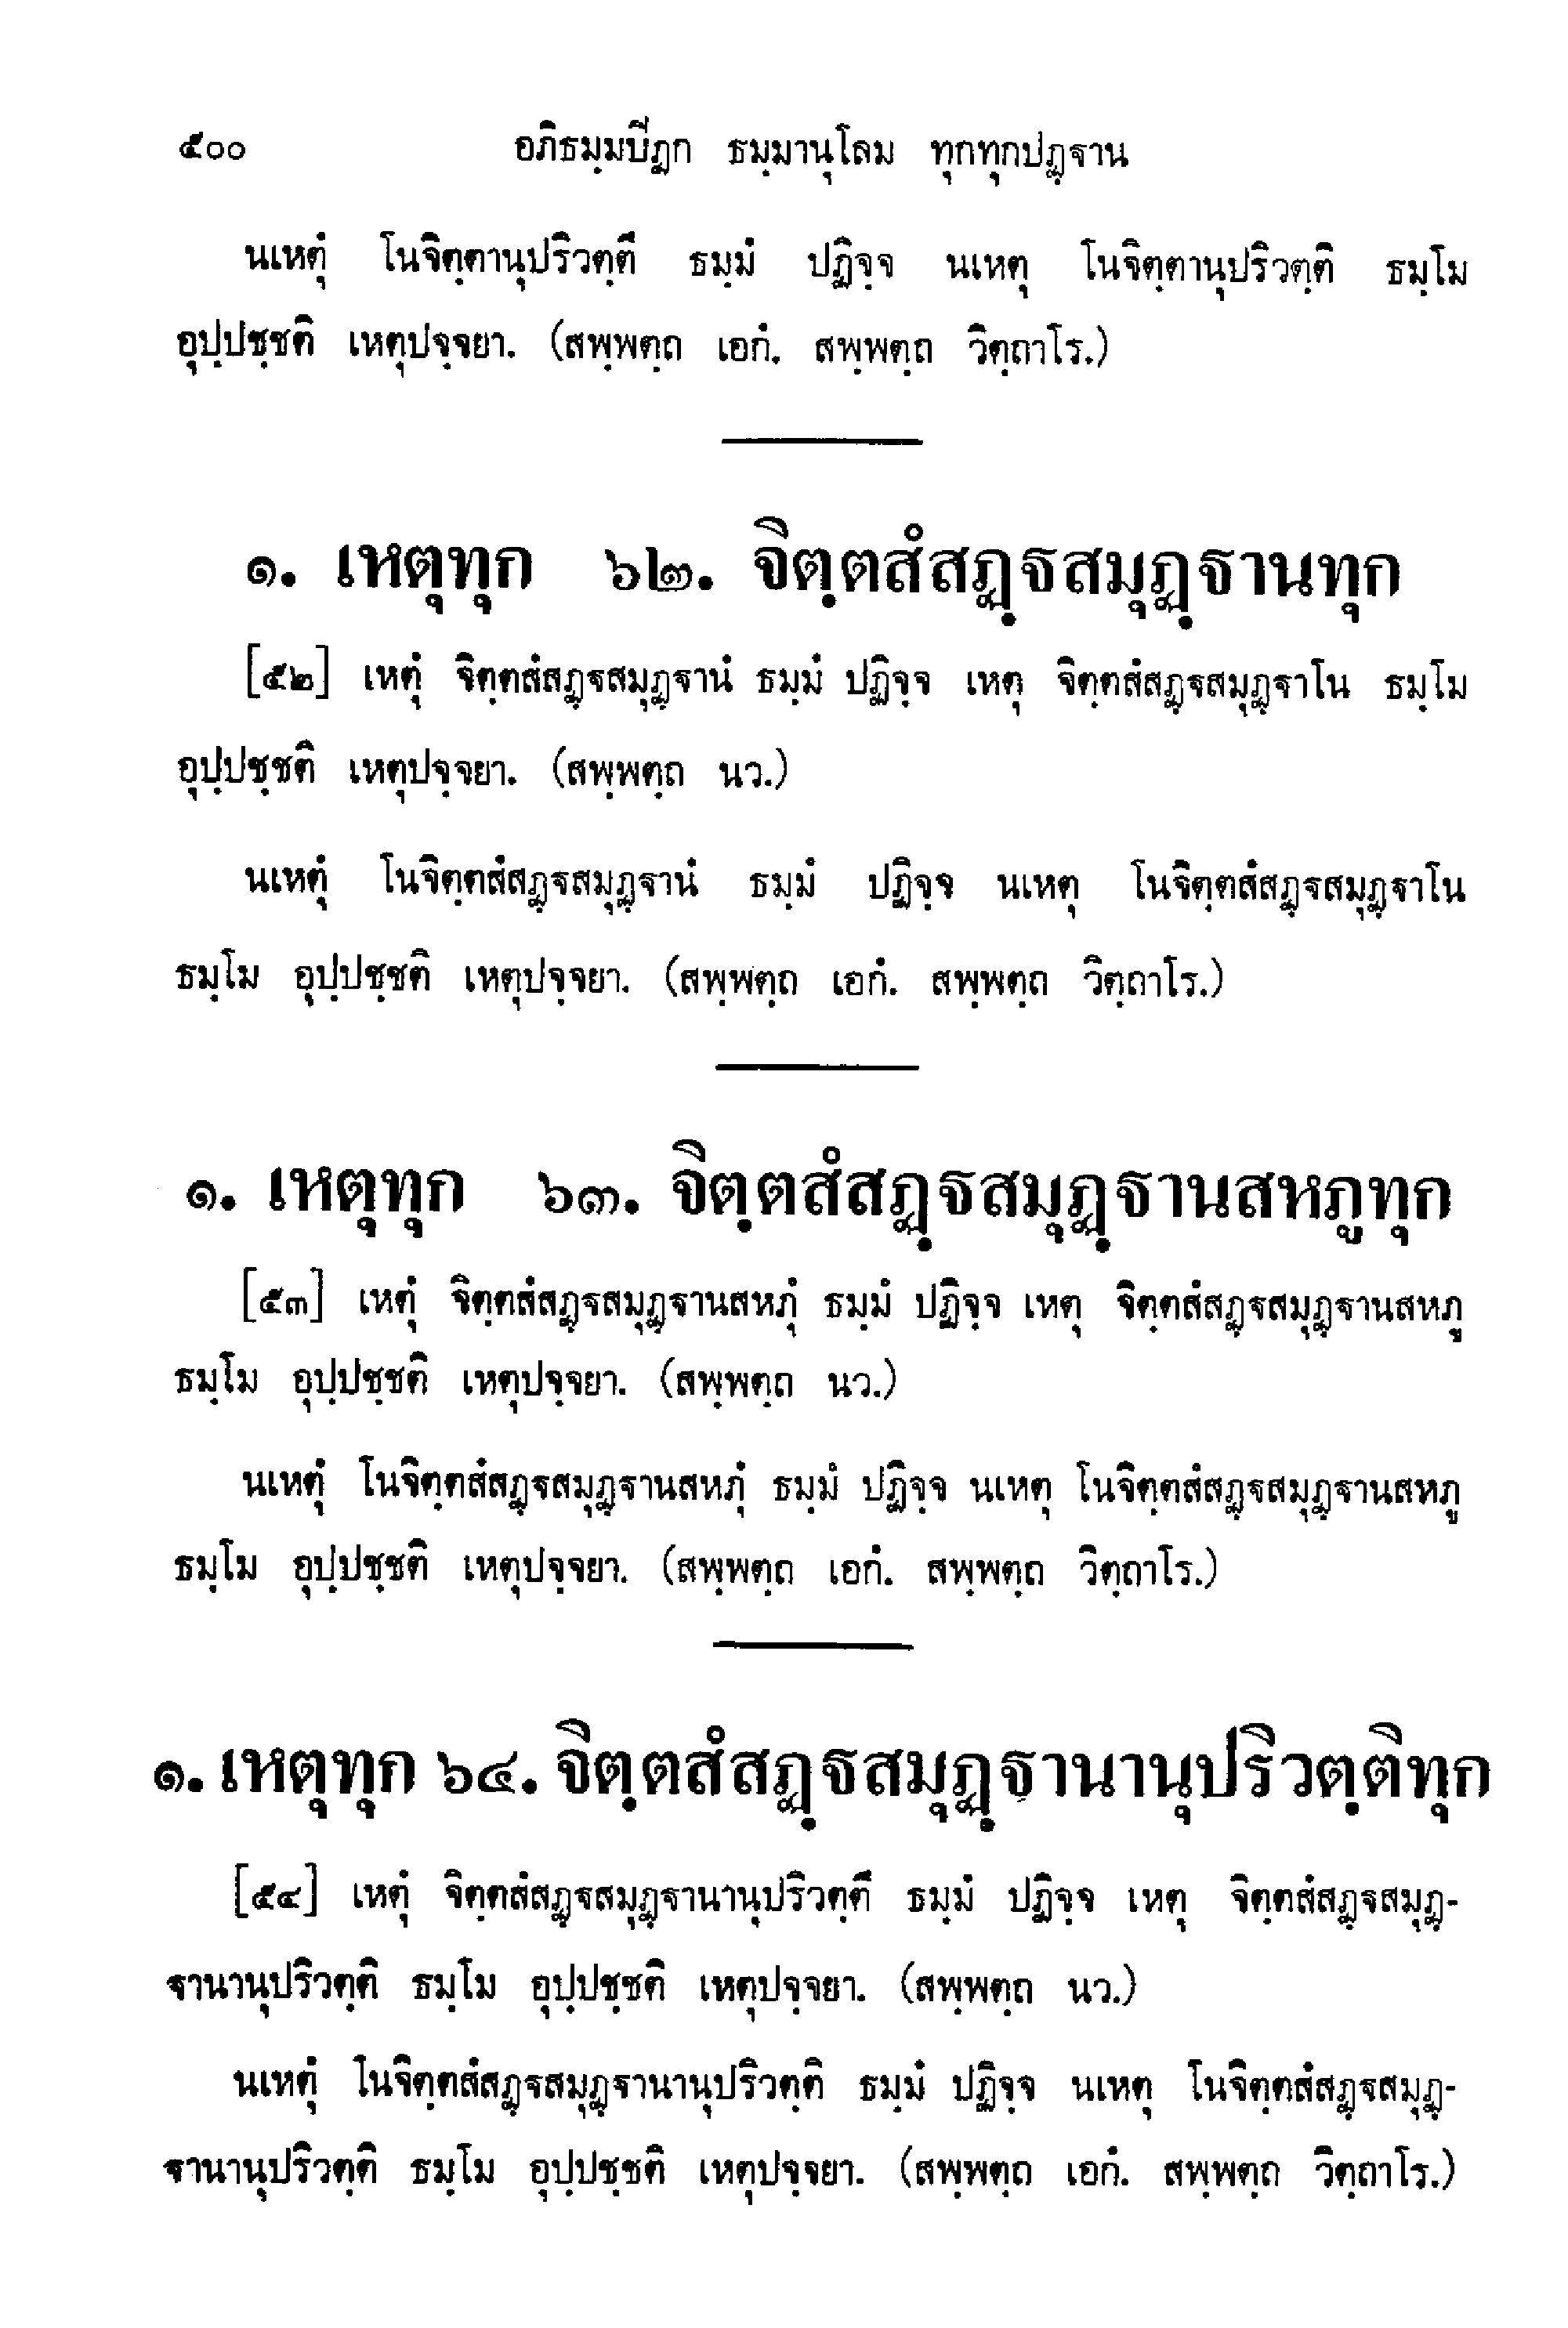 ๕๐๐ อภิธมฺมปิฏก ธมฺมานุโลม ทุกทุกปฏฺฐาน
นเหตุํ โนจิตฺตานุปริวตฺตึ ธมฺมํ ปฏิจฺจ นเหตุ โนจิตฺตานุปริวตฺติ ธมฺโม
อุปฺปชฺชติ เหตุปจฺจยา. (สพฺพตฺถ เอกํ. สพฺพตฺถ วิตฺถาโร.)
๑. เหตุทุก ๖๒. จิตฺตสํสฏฺฐสมุฏฺฐานทุก
[๕๒] เหตุํ จิตฺตสํสฏฺฐสมุฏฺฐานํ ธมฺมํ ปฏิจฺจ เหตุ จิตฺตสํสฏฺฐสมุฏฺฐาโน ธมฺโม
อุปฺปชฺชติ เหตุปจฺจยา. (สพฺพตฺถ นว.)
นเหตุํ โนจิตฺตสํสฏฺฐสมุฏฺฐานํ ธมฺมํ ปฏิจฺจ นเหตุ โนจิตฺตสํสฏฺฐสมุฏฺฐาโน
ธมฺโม อุปฺปชฺชติ เหตุปจฺจยา. (สพฺพตฺถ เอกํ. สพฺพตฺถ วิตฺถาโร.)
๑. เหตุทุก ๖๓. จิตฺตสํสฏฺฐสมุฏฺฐานสหภูทุก
[๕๓] เหตุํ จิตฺตสํสฏฺฐสมุฏฺฐานสหภุํ ธมฺมํ ปฏิจฺจ เหตุ จิตฺตสํสฏฺฐสมุฏฺฐานสหภู
ธมฺโม อุปฺปชฺชติ เหตุปจฺจยา. (สพฺพตฺถ นว.)
นเหตุํ โนจิตฺตสํสฏฺฐสมุฏฺฐานสหภุํ ธมฺมํ ปฏิจฺจ นเหตุ โนจิตฺตสํสฏฺฐสมุฏฺฐานสหภู
ธมฺโม อุปฺปชฺชติ เหตุปจฺจยา. (สพฺพตฺถ เอกํ. สพฺพตฺถ วิตฺถาโร.)
๑. เหตุทุก ๖๔. จิตฺตสํสฏฺฐสมุฏฺฐานานุปริวตฺติทุก
[๕๔] เหตุํ จิตฺตสํสฏฺฐสมุฏฺฐานานุปริวตฺตึ ธมฺมํ ปฏิจฺจ เหตุ จิตฺตสํสฏฺฐสมุฏฺ-
ฐานานุปริวตฺติ ธมฺโม อุปฺปชฺชติ เหตุปจฺจยา. (สพฺพตฺถ นว.)
นเหตุํ โนจิตฺตสํสฏฺฐสมุฏฺฐานานุปริวตฺติ ธมฺมํ ปฏิจฺจ นเหตุ โนจิตฺตสํสฏฺฐสมุฏฺ-
ฐานานุปริวตฺติ ธมฺโม อุปฺปชฺชติ เหตุปจฺจยา. (สพฺพตฺถ เอกํ. สพฺพตฺถ วิตฺถาโร.)